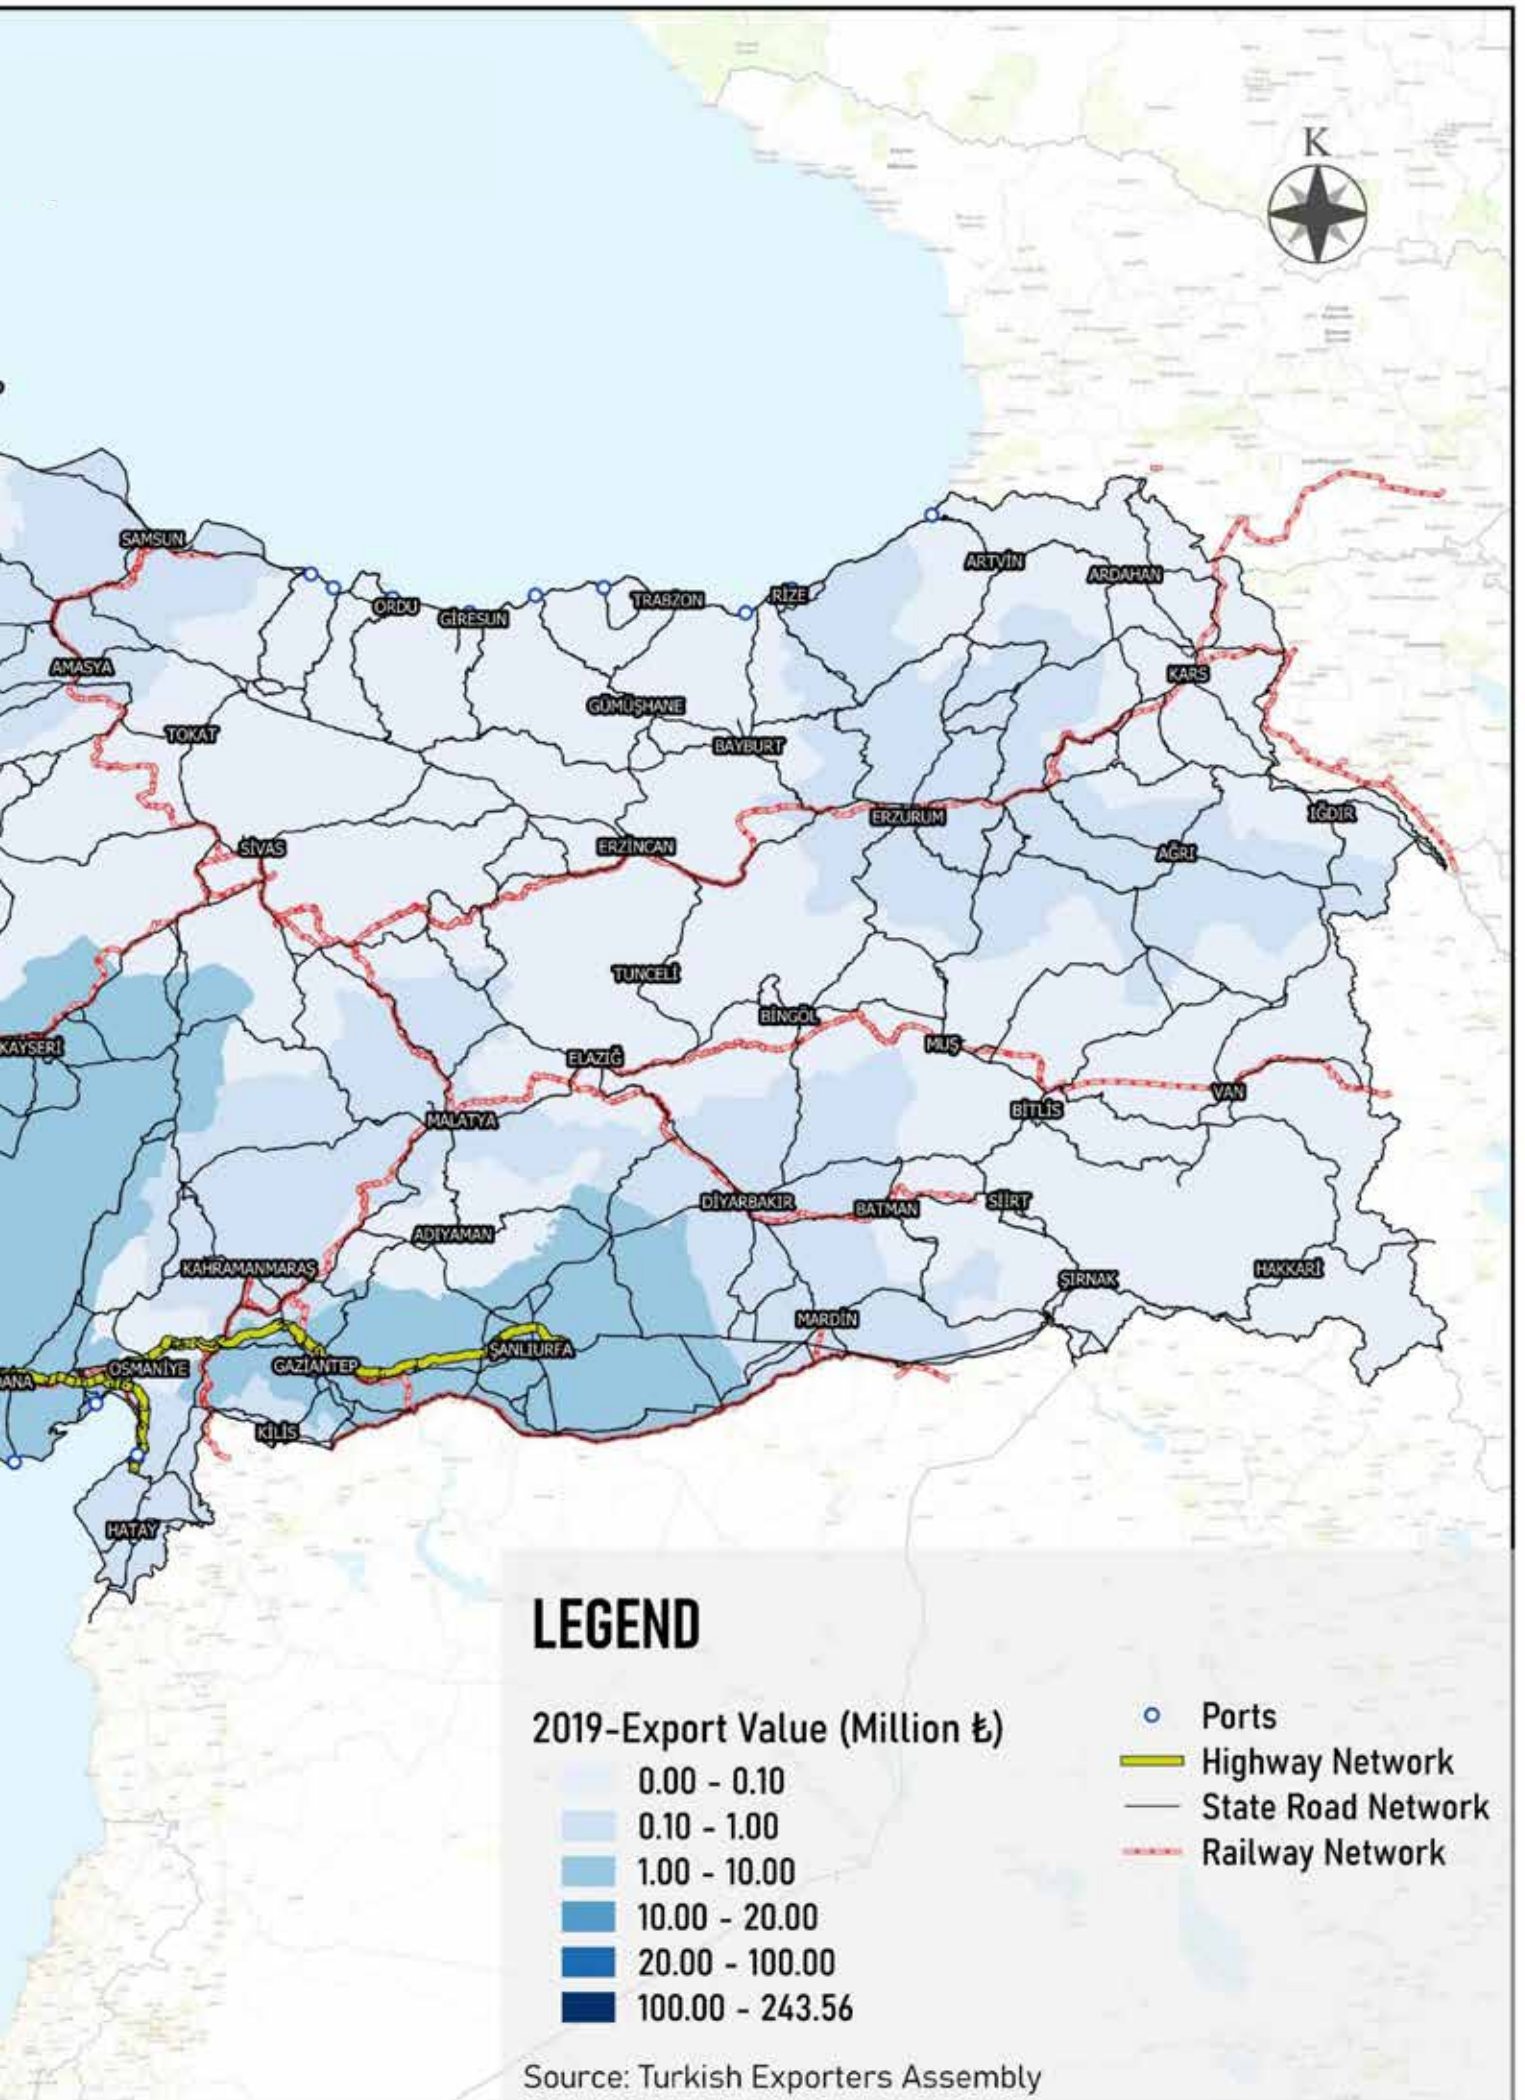 K
SAMSUN
ORDU
GİRESUN
TRABZON
RİZE
ARTVİN
ARDAHAN
AMASYA
KARS
TOKAT
GÜMÜŞHANE
BAYBURT
IĞDIR
ERZURUM
SİVAS
ERZİNCAN
AĞRI
TUNCELİ
BİNGÖL
KAYSERİ
ELAZIĞ
MUŞ
VAN
MALATYA
BİTLİS
DİYARBAKIR
BATMAN
SİİRT
ADIYAMAN
KAHRAMANMARAŞ
ŞIRNAK
HAKKARİ
MARDİN
ŞANLIURFA
GAZİANTEP
OSMANİYE
DANA
KİLİS
HATAY
LEGEND
2019-Export Value (Million ₺)
0.00 - 0.10
0.10 - 1.00
1.00 - 10.00
10.00 - 20.00
20.00 - 100.00
100.00 - 243.56
Ports
Highway Network
State Road Network
Railway Network
Source: Turkish Exporters Assembly